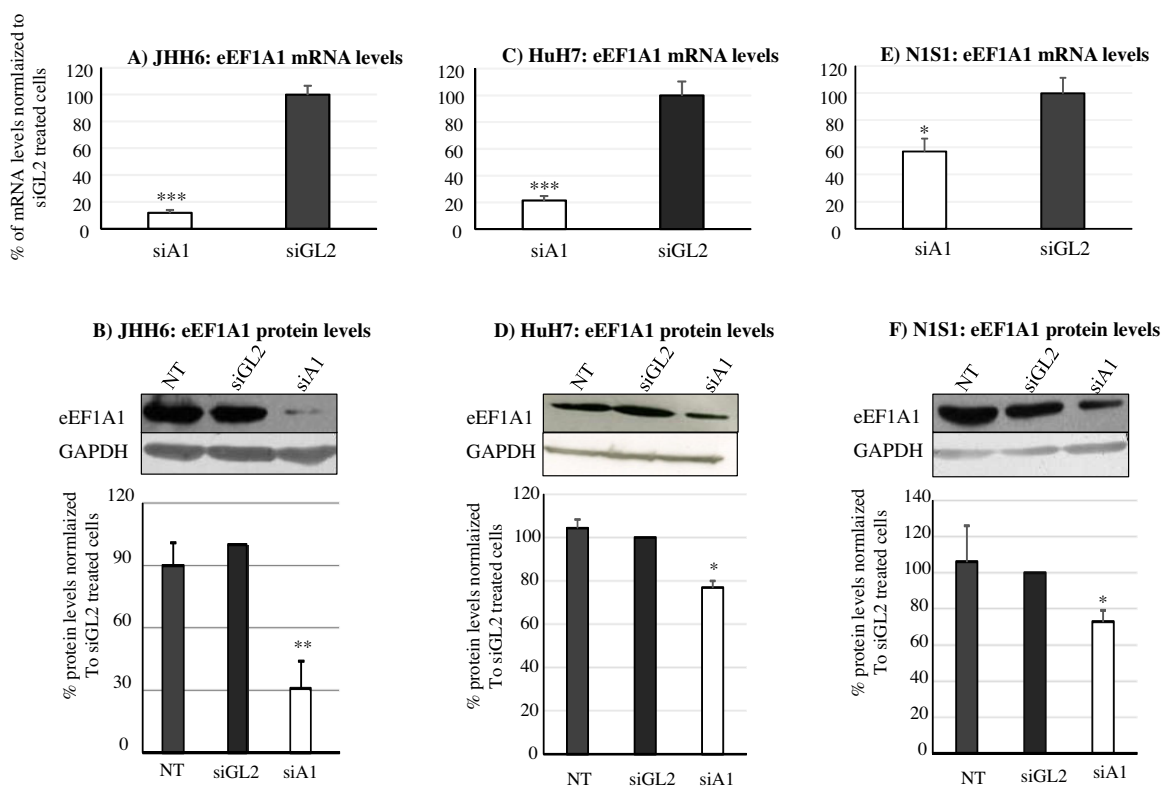 % of mRNA levels normlaized to
siGL2 treated cells
A) JHH6: eEF1A1 mRNA levels
120
100
80
60
40
20
0
***
siA1
siGL2
C) HuH7: eEF1A1 mRNA levels
120
100
80
60
40
20
0
***
siA1
siGL2
E) N1S1: eEF1A1 mRNA levels
120
100
80
60
40
20
0
*
siA1
siGL2
B) JHH6: eEF1A1 protein levels
NT
siGL2
siA1
eEF1A1
GAPDH
% protein levels normlaized
To siGL2 treated cells
120
90
60
30
0
**
NT
siGL2
siA1
D) HuH7: eEF1A1 protein levels
NT
siGL2
siA1
eEF1A1
GAPDH
% protein levels normlaized
To siGL2 treated cells
120
100
80
60
40
20
0
*
NT
siGL2
siA1
F) N1S1: eEF1A1 protein levels
NT
siGL2
siA1
eEF1A1
GAPDH
% protein levels normlaized
To siGL2 treated cells
140
120
100
80
60
40
20
0
*
NT
siGL2
siA1